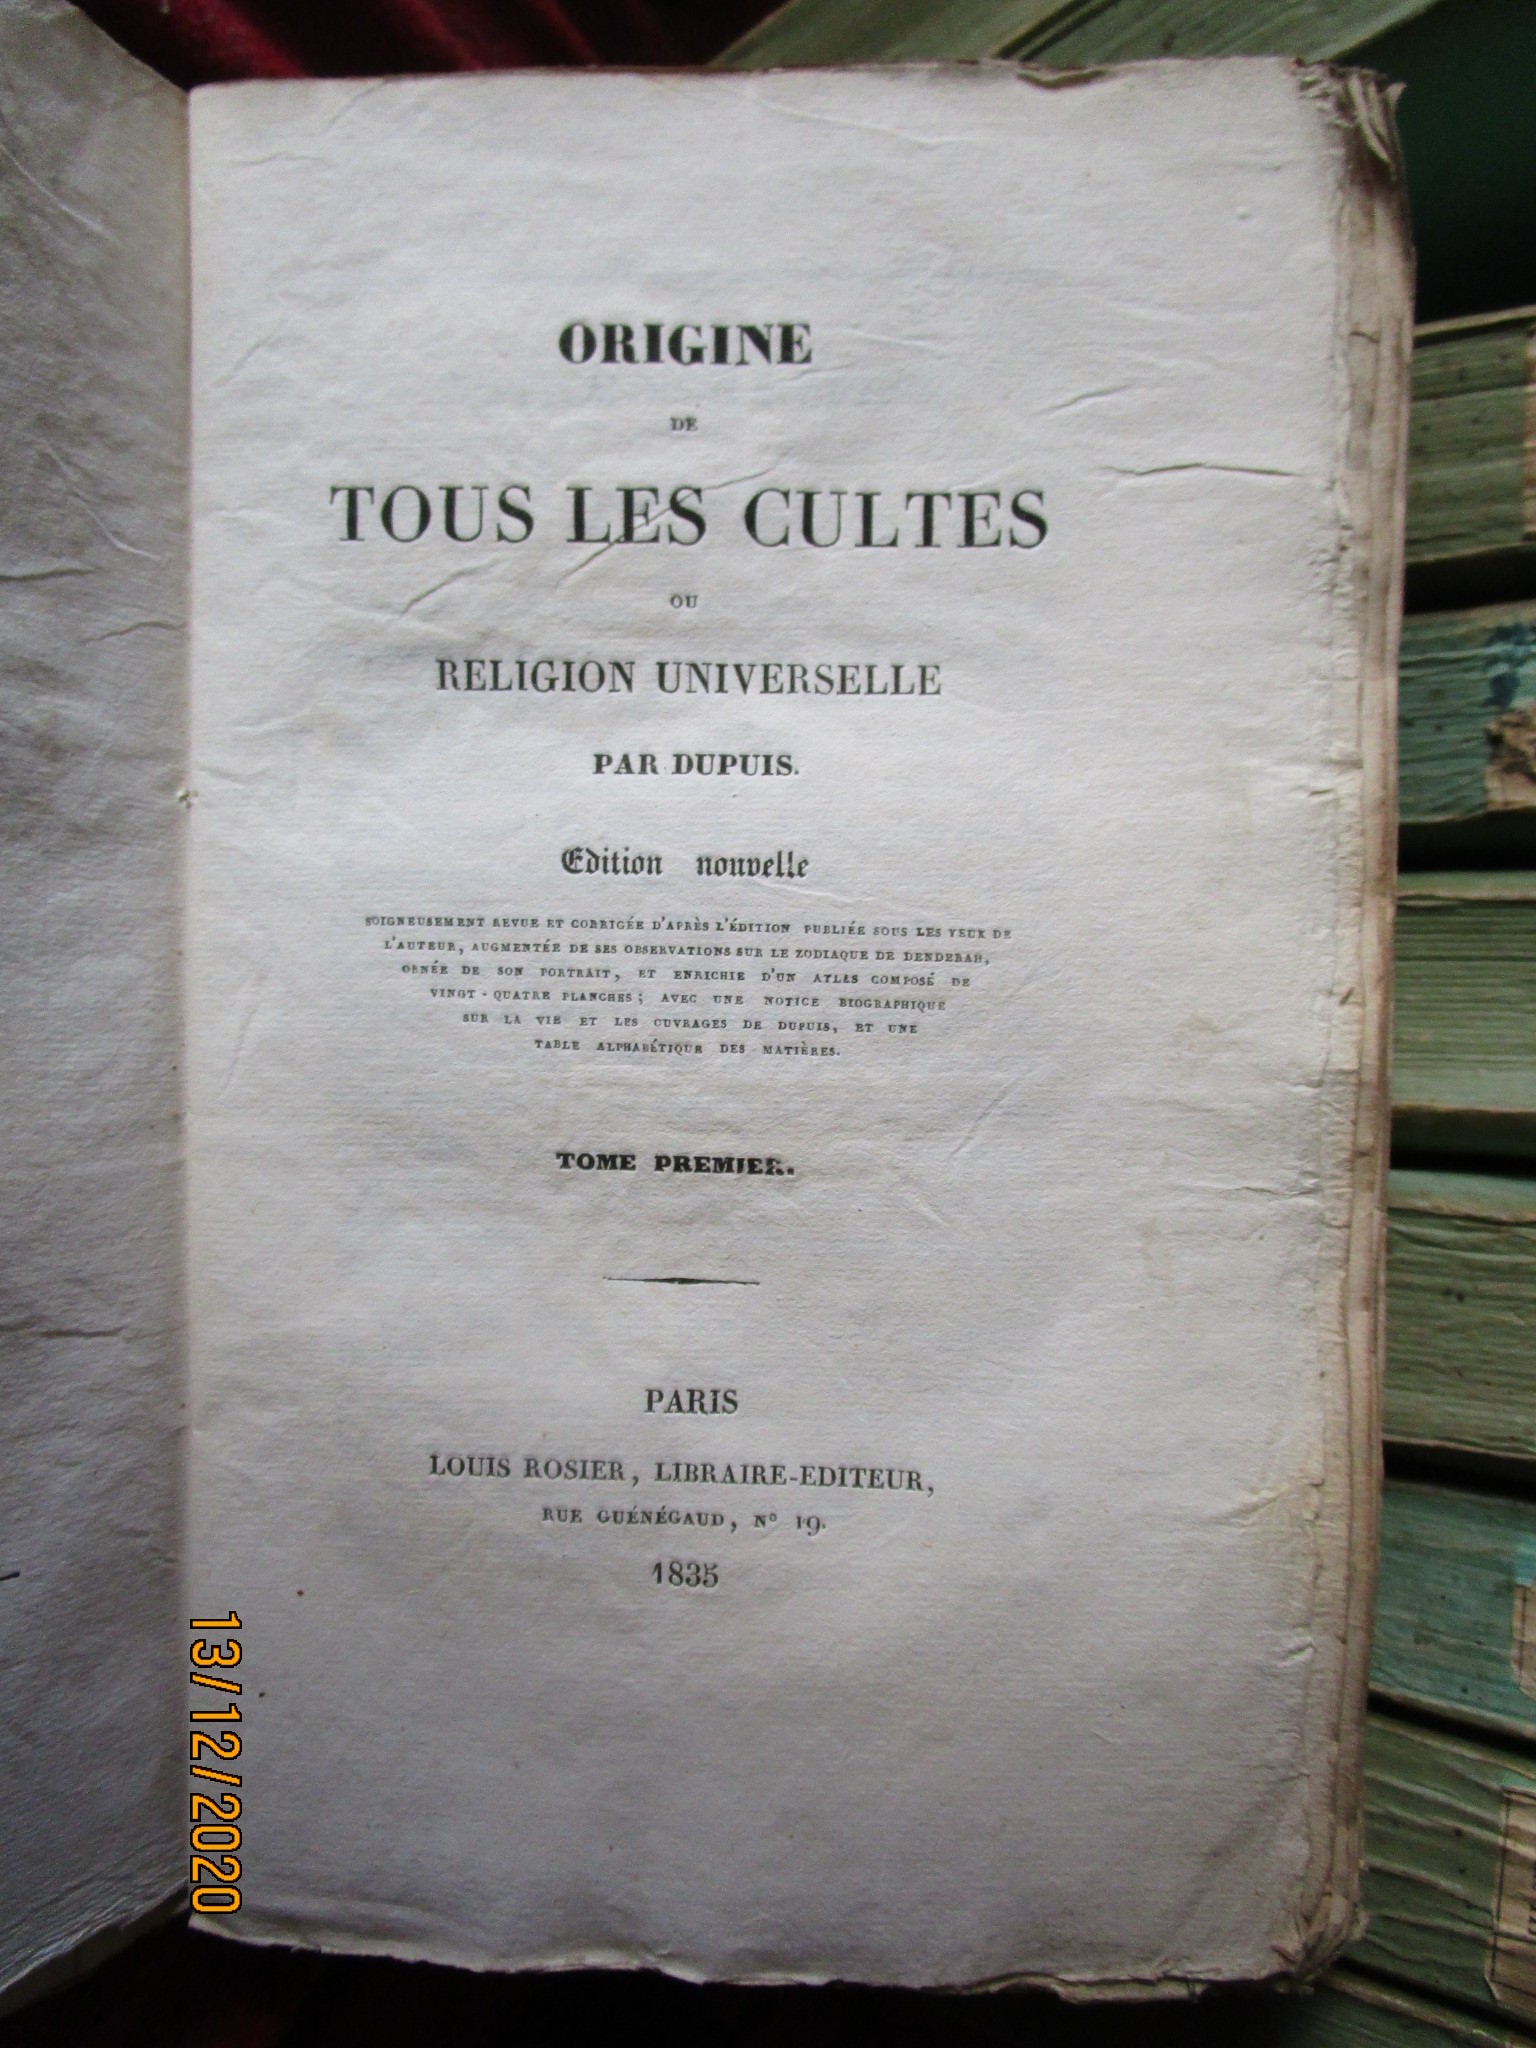 ORIGINE
DE
TOUS LES CULTES
OU
RELIGION UNIVERSELLE
PAR DUPUIS.
Edition nouvelle
SOIGNEUSEMENT REVUE ET CORRIGÉE D'APRÈS L'ÉDITION PUBLIÉE SOUS LES YEUX DE
L'AUTEUR, AUGMENTÉE DE SES OBSERVATIONS SUR LE ZODIAQUE DE DENDERAH,
ORNÉE DE SON PORTRAIT, ET ENRICHIE D'UN ATLAS COMPOSÉ DE
VINGT-QUATRE PLANCHES; AVEC UNE NOTICE BIOGRAPHIQUE
SUR LA VIE ET LES OUVRAGES DE DUPUIS, ET UNE
TABLE ALPHABÉTIQUE DES MATIÈRES.
TOME PREMIER.
PARIS
LOUIS ROSIER, LIBRAIRE-EDITEUR,
RUE GUÉNÉGAUD, Nº 19.
1835
13/12/2020